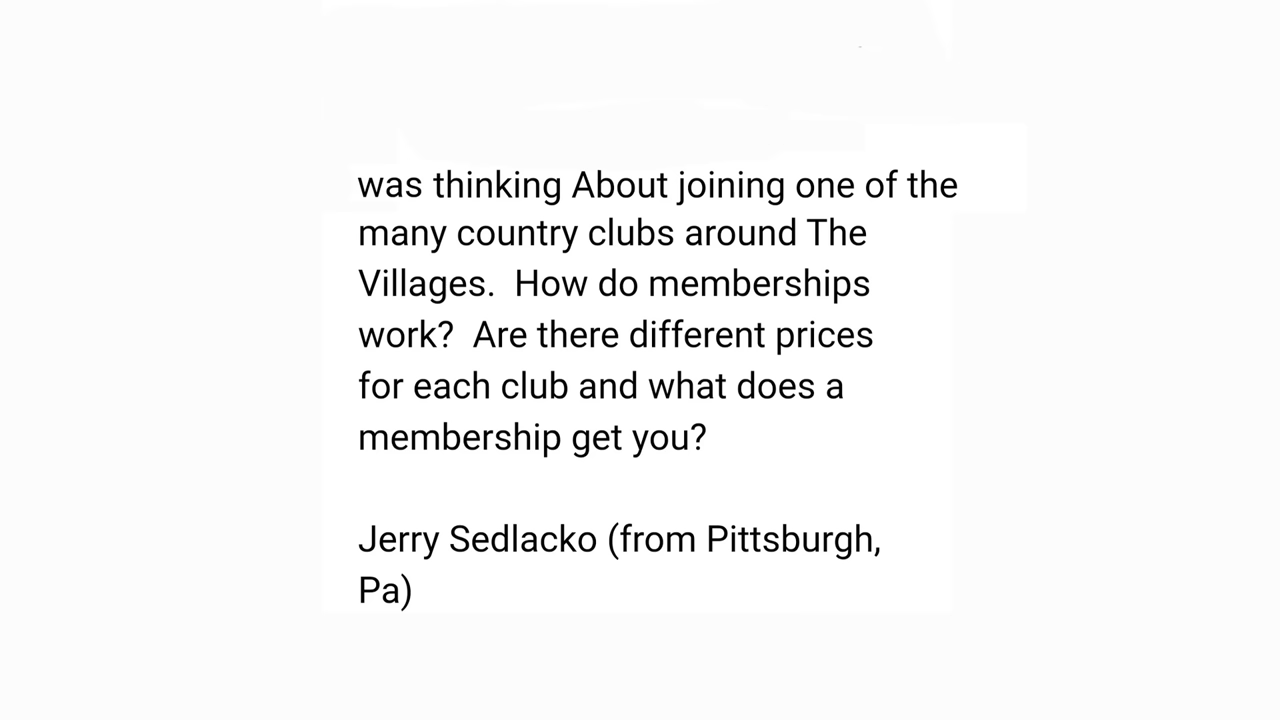 was thinking About joining one of the
many country clubs around The
Villages.  How do memberships
work?  Are there different prices
for each club and what does a
membership get you?
Jerry Sedlacko (from Pittsburgh,
Pa)